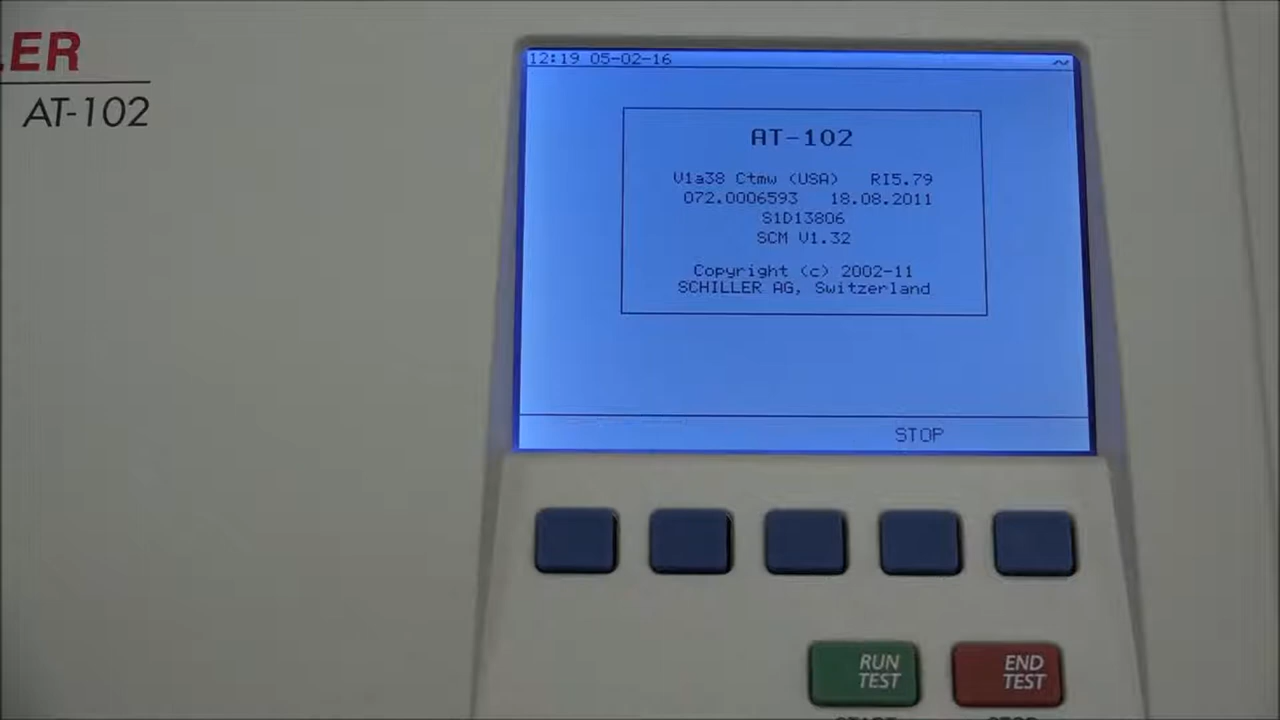 LER
AT-102
12:19 05-02-16
AT-102
V1a38 Ctmw (USA) RI5.79
072.0006593 18.08.2011
S1D13806
SCM V1.32
Copyright (c) 2002-11
SCHILLER AG, Switzerland
STOP
RUN
TEST
END
TEST